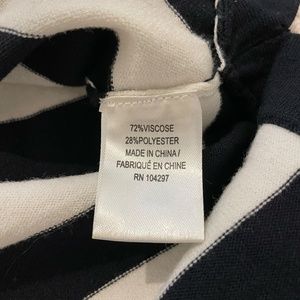 72%VISCOSE
28%POLYESTER
MADE IN CHINA/
FABRIQUÉ EN CHINE
RN 104297